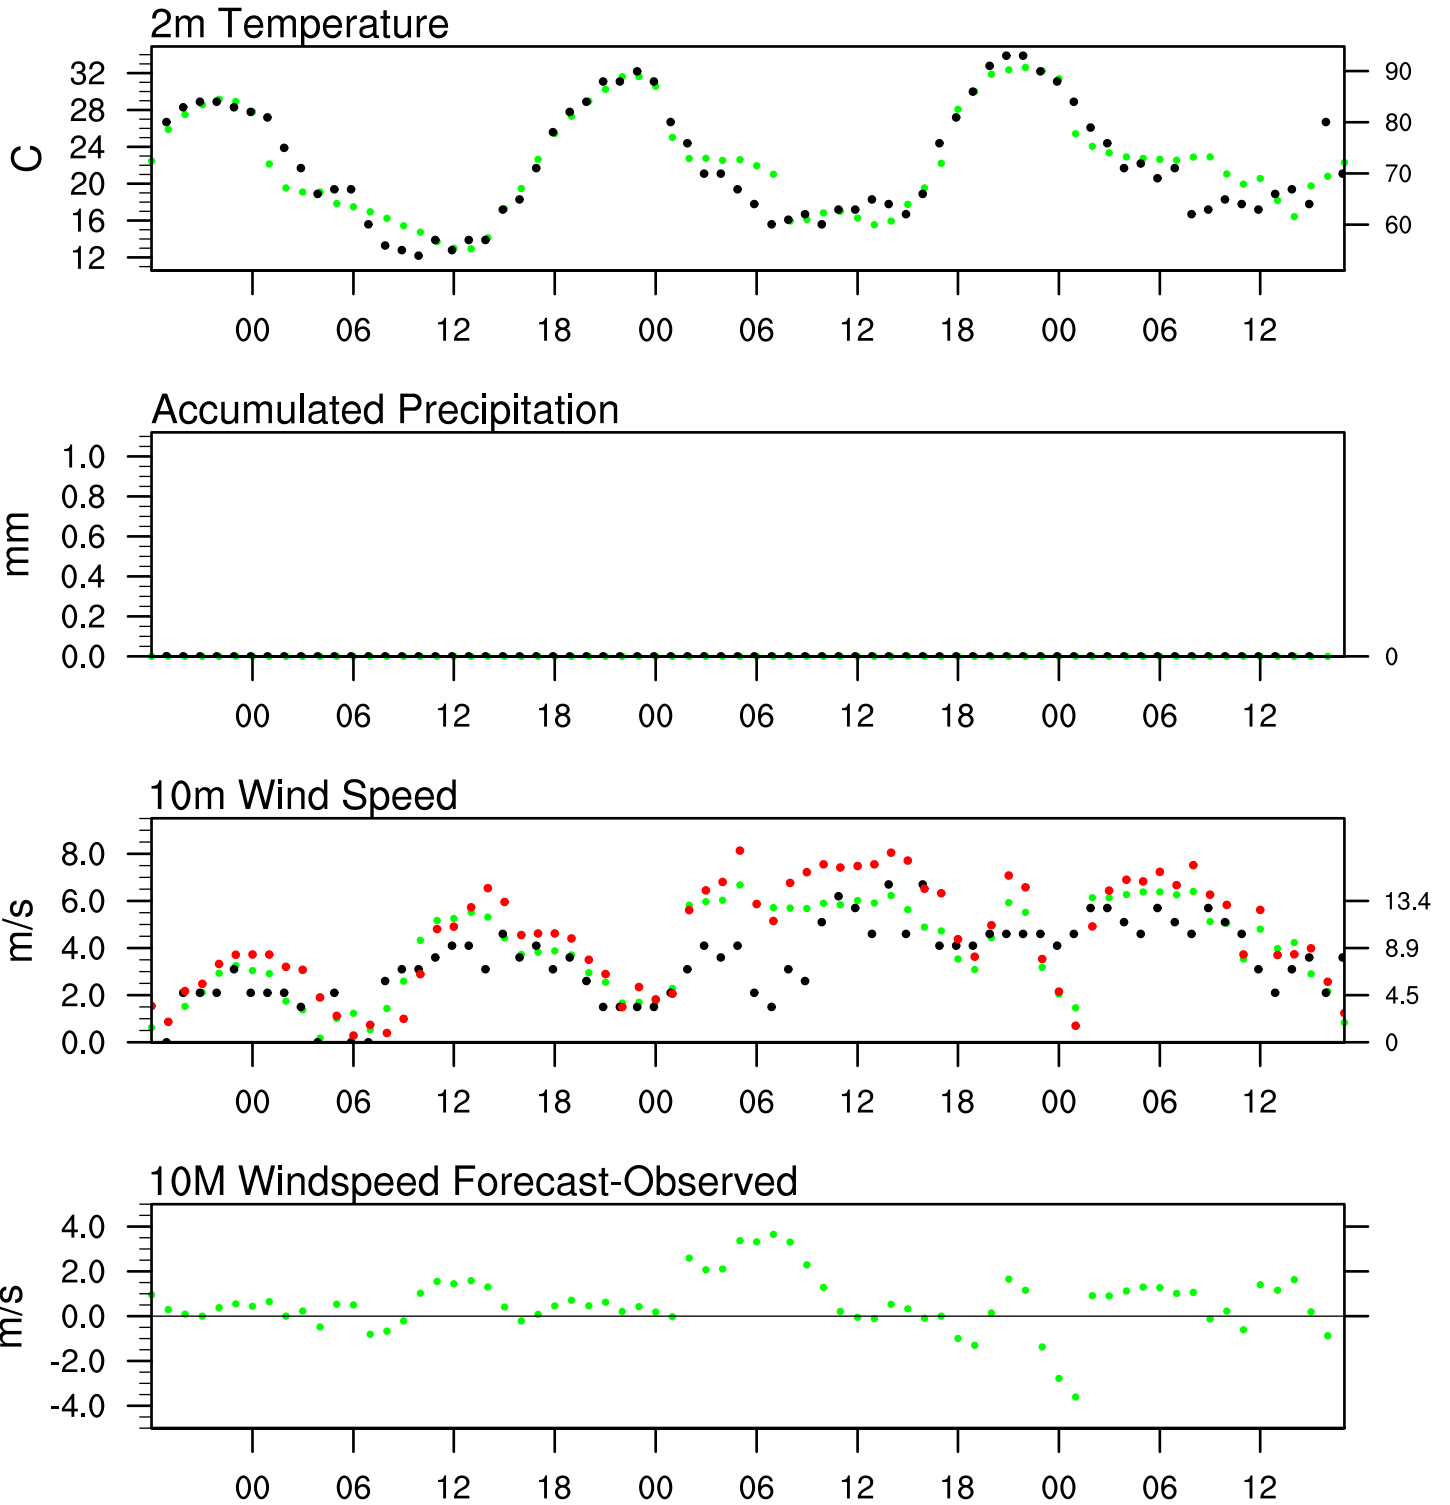 2m Temperature
32
28
24
20
16
12
C
90
80
70
60
00 06 12 18 00 06 12 18 00 06 12
Accumulated Precipitation
1.0
0.8
0.6
0.4
0.2
0.0
mm
0
00 06 12 18 00 06 12 18 00 06 12
10m Wind Speed
8.0
6.0
4.0
2.0
0.0
m/s
13.4
8.9
4.5
0
00 06 12 18 00 06 12 18 00 06 12
10M Windspeed Forecast-Observed
4.0
2.0
0.0
-2.0
-4.0
m/s
00 06 12 18 00 06 12 18 00 06 12